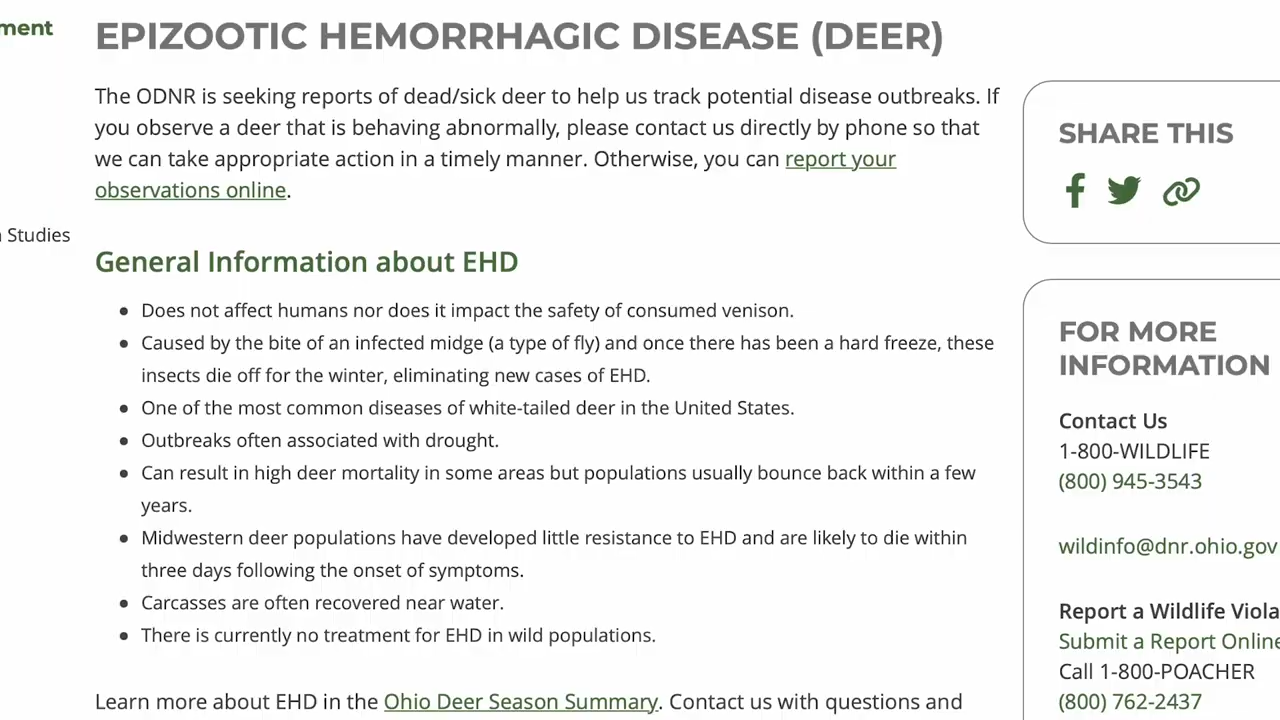 ment
EPIZOOTIC HEMORRHAGIC DISEASE (DEER)
The ODNR is seeking reports of dead/sick deer to help us track potential disease outbreaks. If
you observe a deer that is behaving abnormally, please contact us directly by phone so that
we can take appropriate action in a timely manner. Otherwise, you can report your
observations online.
Studies
General Information about EHD
• Does not affect humans nor does it impact the safety of consumed venison.
• Caused by the bite of an infected midge (a type of fly) and once there has been a hard freeze, these
insects die off for the winter, eliminating new cases of EHD.
• One of the most common diseases of white-tailed deer in the United States.
• Outbreaks often associated with drought.
• Can result in high deer mortality in some areas but populations usually bounce back within a few
years.
• Midwestern deer populations have developed little resistance to EHD and are likely to die within
three days following the onset of symptoms.
• Carcasses are often recovered near water.
• There is currently no treatment for EHD in wild populations.
Learn more about EHD in the Ohio Deer Season Summary. Contact us with questions and
SHARE THIS
FOR MORE
INFORMATION
Contact Us
1-800-WILDLIFE
(800) 945-3543
wildinfo@dnr.ohio.gov
Report a Wildlife Viola
Submit a Report Online
Call 1-800-POACHER
(800) 762-2437